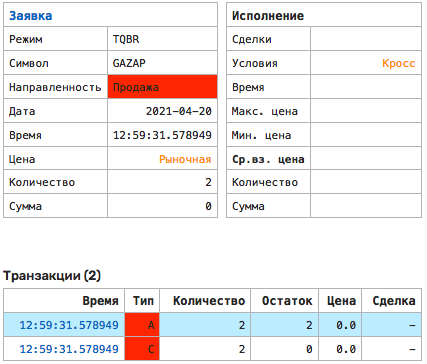 Заявка
Режим TQBR
Символ GAZAP
Направленность Продажа
Дата 2021-04-20
Время 12:59:31.578949
Цена Рыночная
Количество 2
Сумма 0
Исполнение
Сделки
Условия Кросс
Время
Макс. цена
Мин. цена
Ср.вз. цена
Количество
Сумма
Транзакции (2)
Время Тип Количество Остаток Цена Сделка
12:59:31.578949 A 2 2 0.0 –
12:59:31.578949 C 2 0 0.0 –